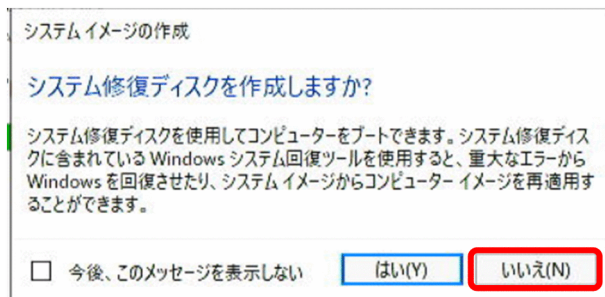 システム イメージの作成
システム修復ディスクを作成しますか?
システム修復ディスクを使用してコンピューターをブートできます。システム修復ディス
クに含まれている Windows システム回復ツールを使用すると、重大なエラーから
Windows を回復させたり、システム イメージからコンピューター イメージを再適用す
ることができます。
今後、このメッセージを表示しない はい(Y) いいえ(N)